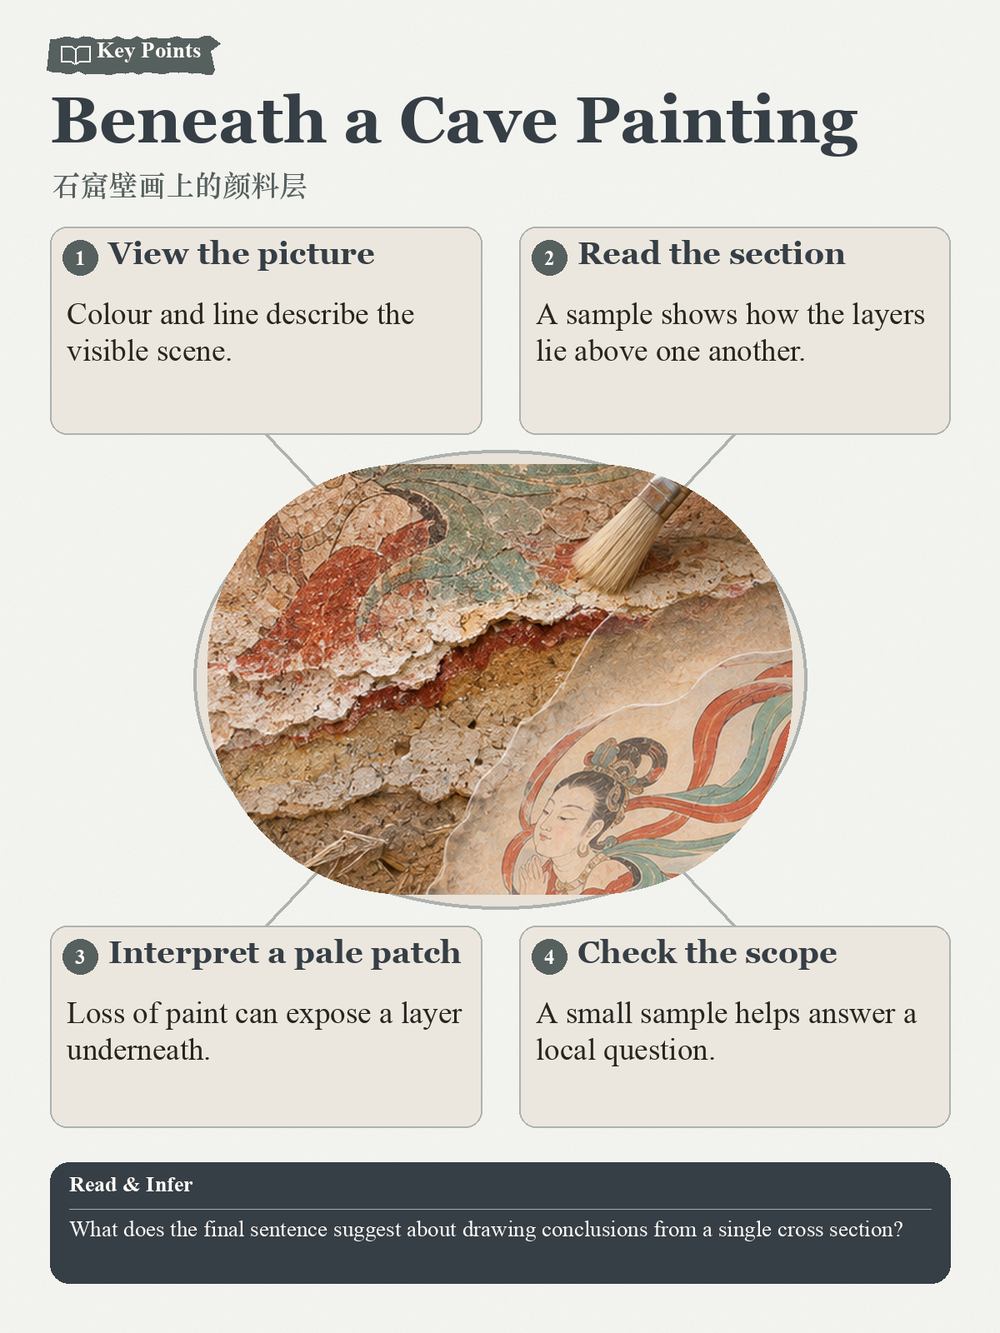 Key Points
Beneath a Cave Painting
石窟壁画上的颜料层
1 View the picture
Colour and line describe the
visible scene.
2 Read the section
A sample shows how the layers
lie above one another.
3 Interpret a pale patch
Loss of paint can expose a layer
underneath.
4 Check the scope
A small sample helps answer a
local question.
Read & Infer
What does the final sentence suggest about drawing conclusions from a single cross section?